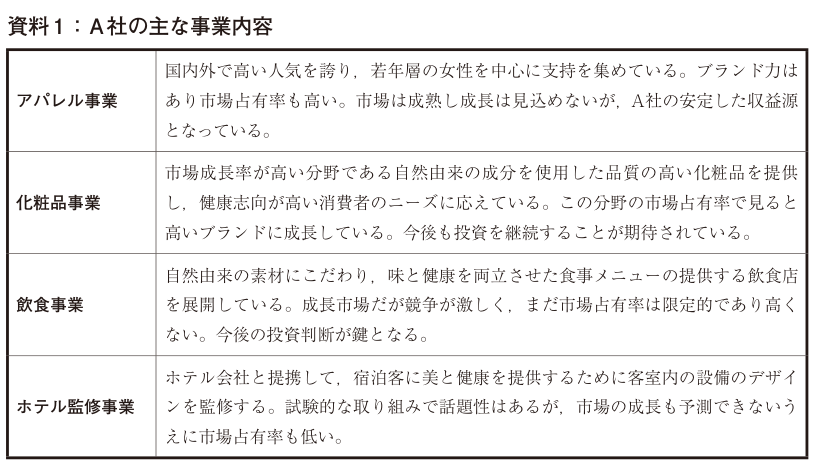 資料1：A社の主な事業内容
アパレル事業
国内外で高い人気を誇り，若年層の女性を中心に支持を集めている。ブランド力は
あり市場占有率も高い。市場は成熟し成長は見込めないが，A社の安定した収益源
となっている。
化粧品事業
市場成長率が高い分野である自然由来の成分を使用した品質の高い化粧品を提供
し，健康志向が高い消費者のニーズに応えている。この分野の市場占有率で見ると
高いブランドに成長している。今後も投資を継続することが期待されている。
飲食事業
自然由来の素材にこだわり，味と健康を両立させた食事メニューの提供する飲食店
を展開している。成長市場だが競争が激しく，まだ市場占有率は限定的であり高く
ない。今後の投資判断が鍵となる。
ホテル監修事業
ホテル会社と提携して，宿泊客に美と健康を提供するために客室内の設備のデザイ
ンを監修する。試験的な取り組みで話題性はあるが，市場の成長も予測できないう
えに市場占有率も低い。